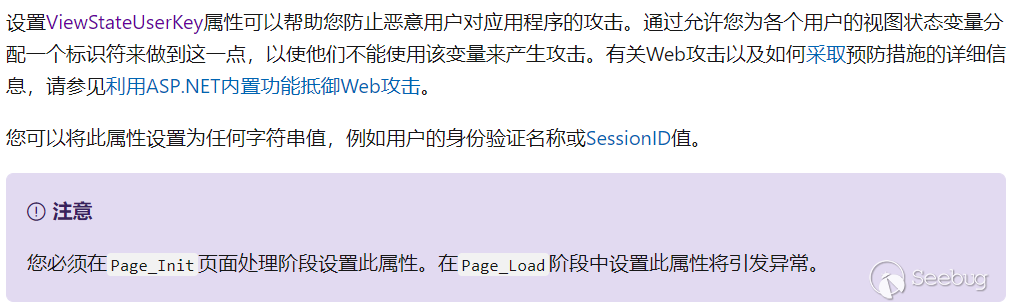 设置ViewStateUserKey属性可以帮助您防止恶意用户对应用程序的攻击。通过允许您为各个用户的视图状态变量分
配一个标识符来做到这一点，以使他们不能使用该变量来产生攻击。有关Web攻击以及如何采取预防措施的详细信
息，请参见利用ASP.NET内置功能抵御Web攻击。
您可以将此属性设置为任何字符串值，例如用户的身份验证名称或SessionID值。
注意
您必须在Page_Init页面处理阶段设置此属性。在Page_Load阶段中设置此属性将引发异常。
Seebug